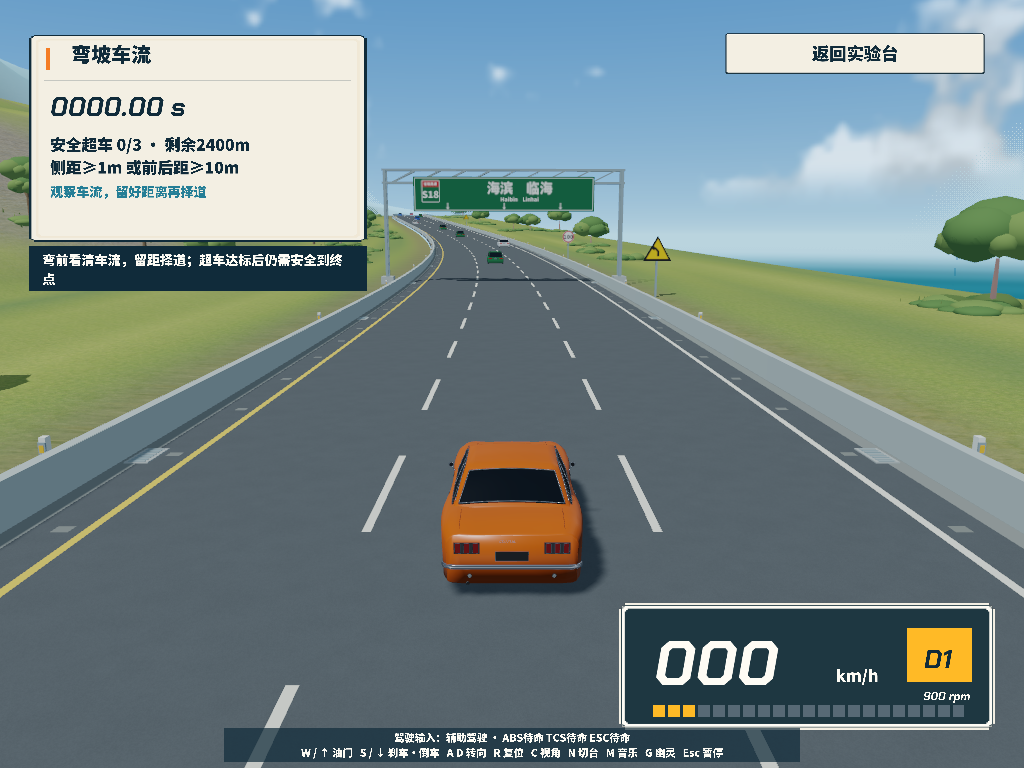 弯坡车流
返回实验台
0000.00 s
安全超车 0/3 · 剩余2400m
侧距≥1m 或前后距≥10m
观察车流，留好距离再择道
弯前看清车流，留距择道；超车达标后仍需安全到终
点
S18
海滨 临海
Haibin Linhai
000 km/h D1
900 rpm
驾驶输入：辅助驾驶 · ABS待命 TCS待命 ESC待命
W / ↑ 油门 S / ↓ 刹车·倒车 A D 转向 R 复位 C 视角 N 切台 M 音乐 G 幽灵 Esc 暂停